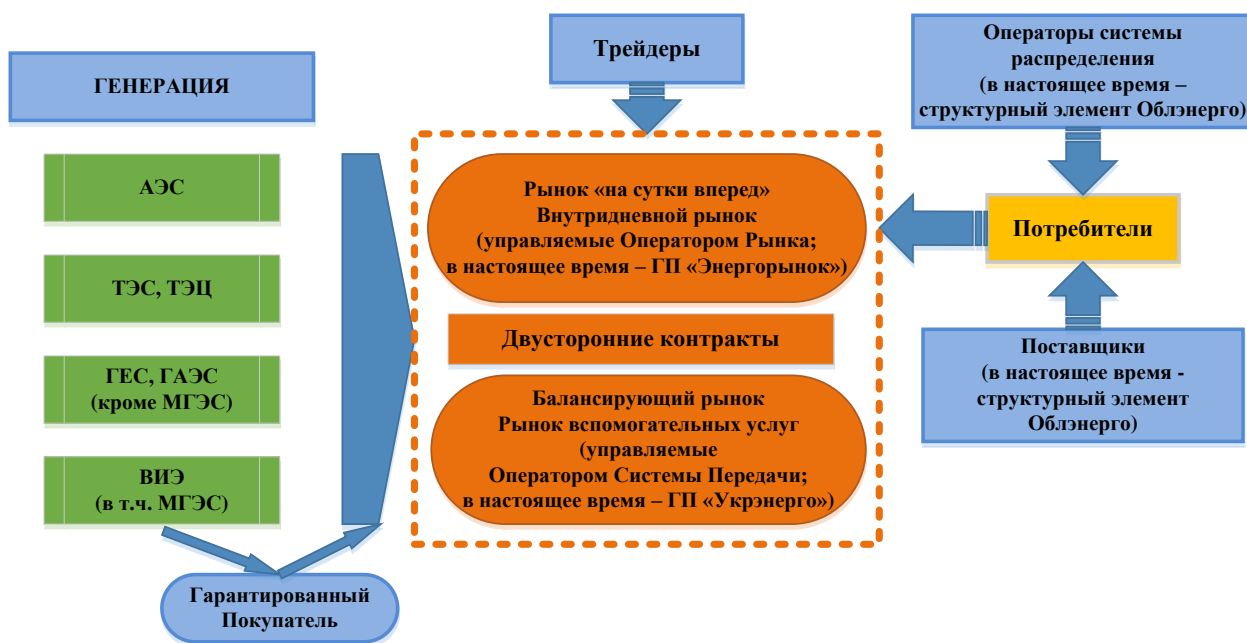 ГЕНЕРАЦИЯ
АЭС
ТЭС, ТЭЦ
ГЕС, ГАЭС
(кроме МГЭС)
ВИЭ
(в т.ч. МГЭС)
Гарантированный
Покупатель
Трейдеры
Рынок «на сутки вперед»
Внутридневной рынок
(управляемые Оператором Рынка;
в настоящее время – ГП «Энергорынок»)
Двусторонние контракты
Балансирующий рынок
Рынок вспомогательных услуг
(управляемые
Оператором Системы Передачи;
в настоящее время – ГП «Укрэнерго»)
Операторы системы
распределения
(в настоящее время –
структурный элемент Облэнерго)
Потребители
Поставщики
(в настоящее время -
структурный элемент
Облэнерго)